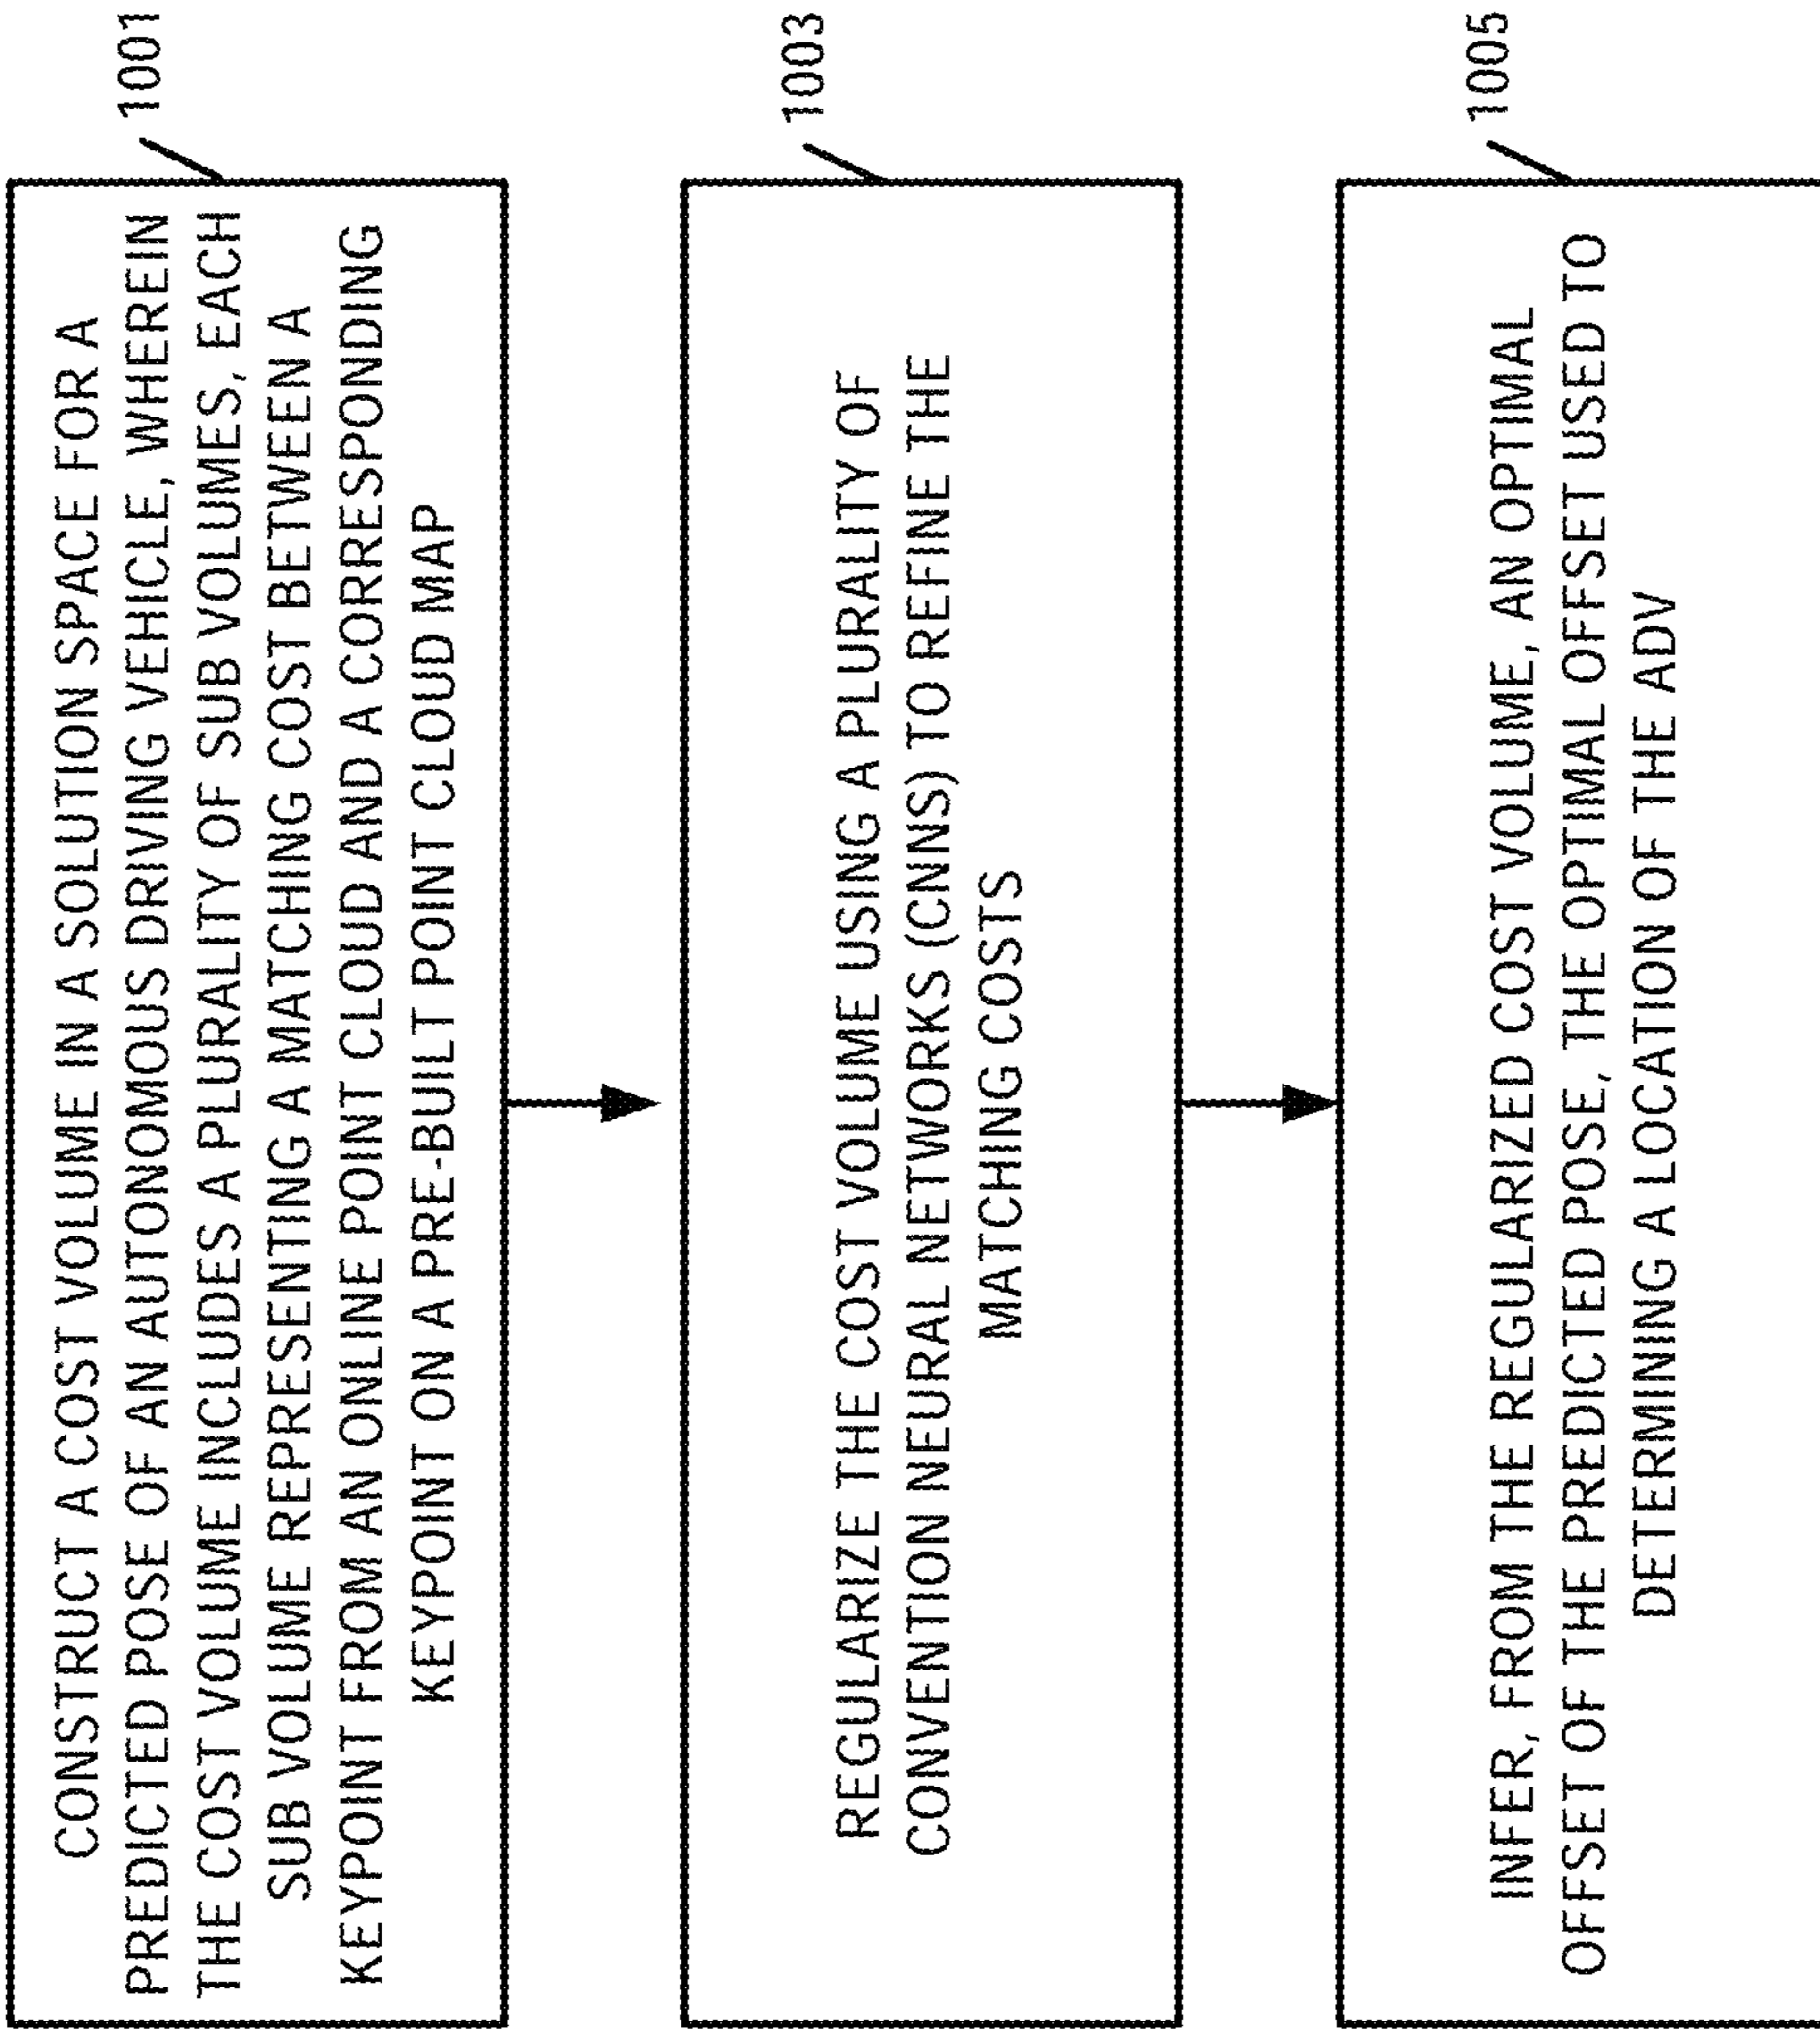 CONSTRUCT A COST VOLUME IN A SOLUTION SPACE FOR A
PREDICTED POSE OF AN AUTONOMOUS DRIVING VEHICLE, WHEREIN
THE COST VOLUME INCLUDES A PLURALITY OF SUB VOLUMES, EACH
SUB VOLUME REPRESENTING A MATCHING COST BETWEEN A
KEYPOINT FROM AN ONLINE POINT CLOUD AND A CORRESPONDING
KEYPOINT ON A PRE-BUILT POINT CLOUD MAP
1001
REGULARIZE THE COST VOLUME USING A PLURALITY OF
CONVENTION NEURAL NETWORKS (CNNS) TO REFINE THE
MATCHING COSTS
1003
INFER, FROM THE REGULARIZED COST VOLUME, AN OPTIMAL
OFFSET OF THE PREDICTED POSE, THE OPTIMAL OFFSET USED TO
DETERMINING A LOCATION OF THE ADV
1005